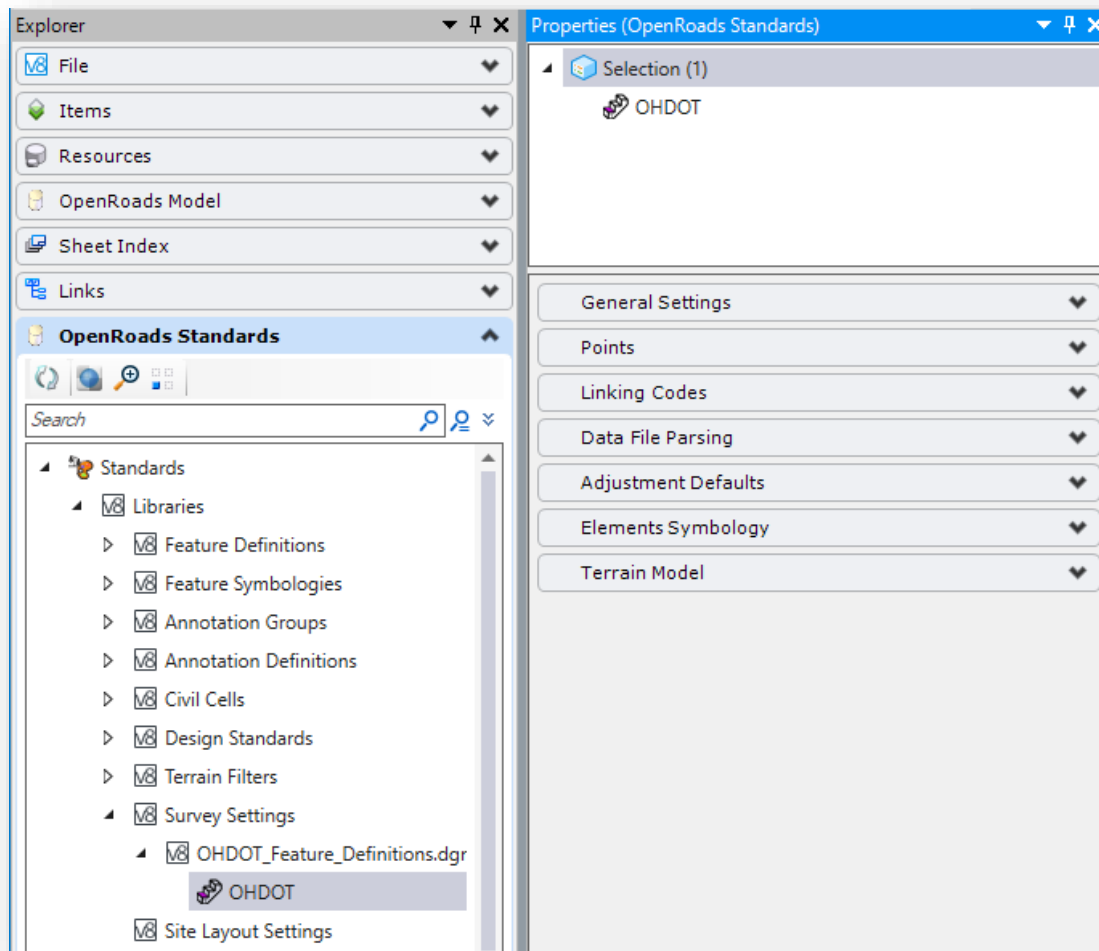 Explorer
File
Items
Resources
OpenRoads Model
Sheet Index
Links
OpenRoads Standards
Search
Standards
Libraries
Feature Definitions
Feature Symbologies
Annotation Groups
Annotation Definitions
Civil Cells
Design Standards
Terrain Filters
Survey Settings
OHDOT_Feature_Definitions.dgr
OHDOT
Site Layout Settings
Properties (OpenRoads Standards)
Selection (1)
OHDOT
General Settings
Points
Linking Codes
Data File Parsing
Adjustment Defaults
Elements Symbology
Terrain Model